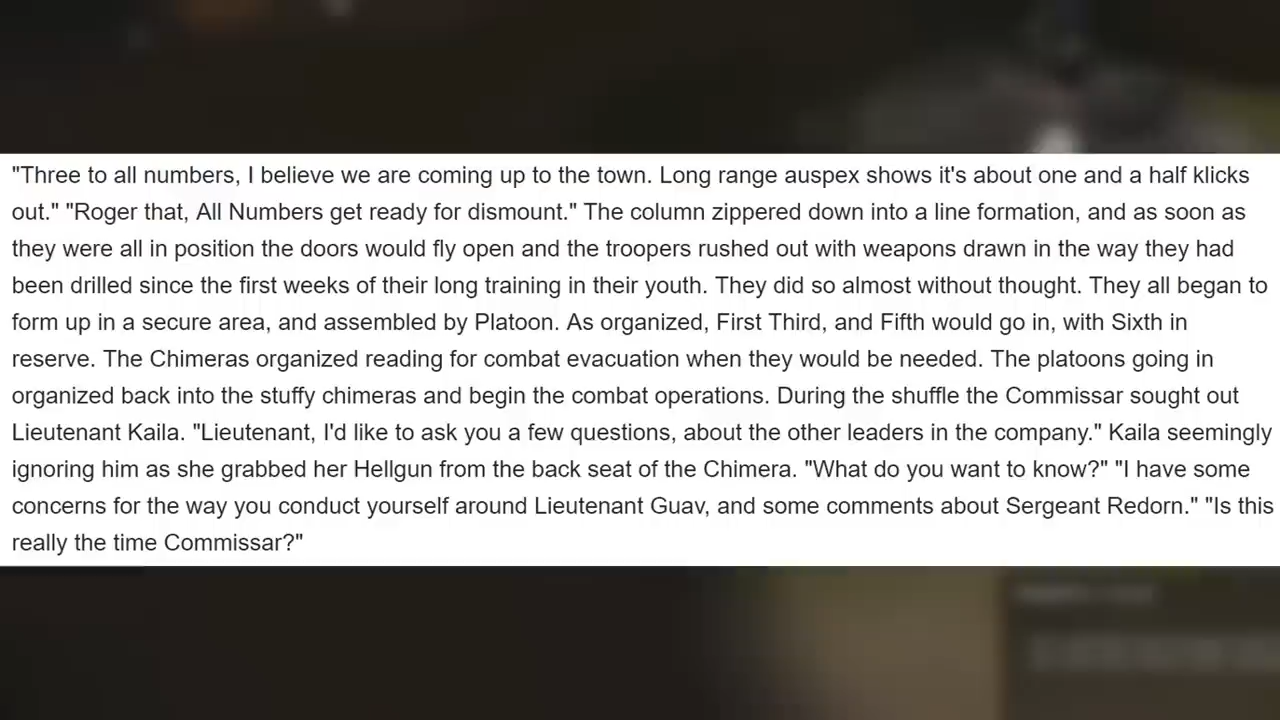 "Three to all numbers, I believe we are coming up to the town. Long range auspex shows it's about one and a half klicks
out." "Roger that, All Numbers get ready for dismount." The column zippered down into a line formation, and as soon as
they were all in position the doors would fly open and the troopers rushed out with weapons drawn in the way they had
been drilled since the first weeks of their long training in their youth. They did so almost without thought. They all began to
form up in a secure area, and assembled by Platoon. As organized, First Third, and Fifth would go in, with Sixth in
reserve. The Chimeras organized reading for combat evacuation when they would be needed. The platoons going in
organized back into the stuffy chimeras and begin the combat operations. During the shuffle the Commissar sought out
Lieutenant Kaila. "Lieutenant, I'd like to ask you a few questions, about the other leaders in the company." Kaila seemingly
ignoring him as she grabbed her Hellgun from the back seat of the Chimera. "What do you want to know?" "I have some
concerns for the way you conduct yourself around Lieutenant Guav, and some comments about Sergeant Redorn." "Is this
really the time Commissar?"